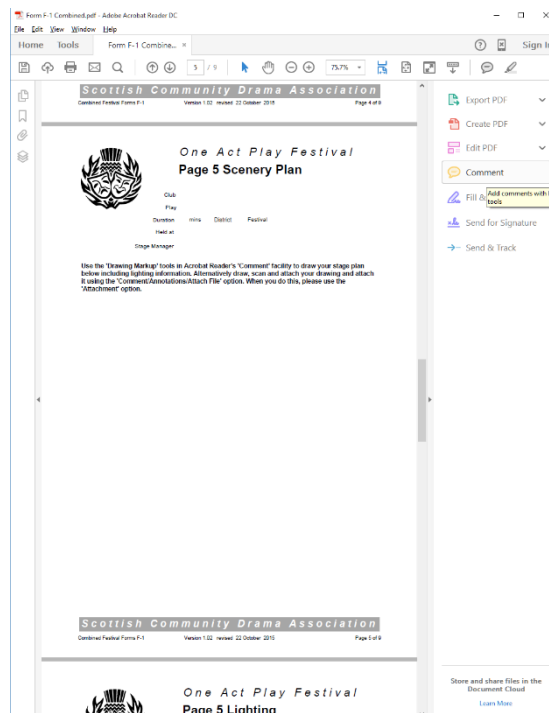 Form F-1 Combined.pdf - Adobe Acrobat Reader DC
File Edit View Window Help
Home Tools Form F-1 Combine... ×
Sign In
5 / 9 75.7%
Scottish Community Drama Association
Combined Festival Forms F-1 Version 1.02 revised 22 October 2015 Page 4 of 9
One Act Play Festival
Page 5 Scenery Plan
Club
Play
Duration mins District Festival
Held at
Stage Manager
Use the 'Drawing Markup' tools in Acrobat Reader's 'Comment' facility to draw your stage plan
below including lighting information. Alternatively draw, scan and attach your drawing and attach
it using the 'Comment/Annotations/Attach File' option. When you do this, please use the
'Attachment' option.
Scottish Community Drama Association
Combined Festival Forms F-1 Version 1.02 revised 22 October 2015 Page 5 of 9
One Act Play Festival
Page 5 Lighting
Export PDF
Create PDF
Edit PDF
Comment
Fill &
Add comments with
tools
Send for Signature
Send & Track
Store and share files in the
Document Cloud
Learn More